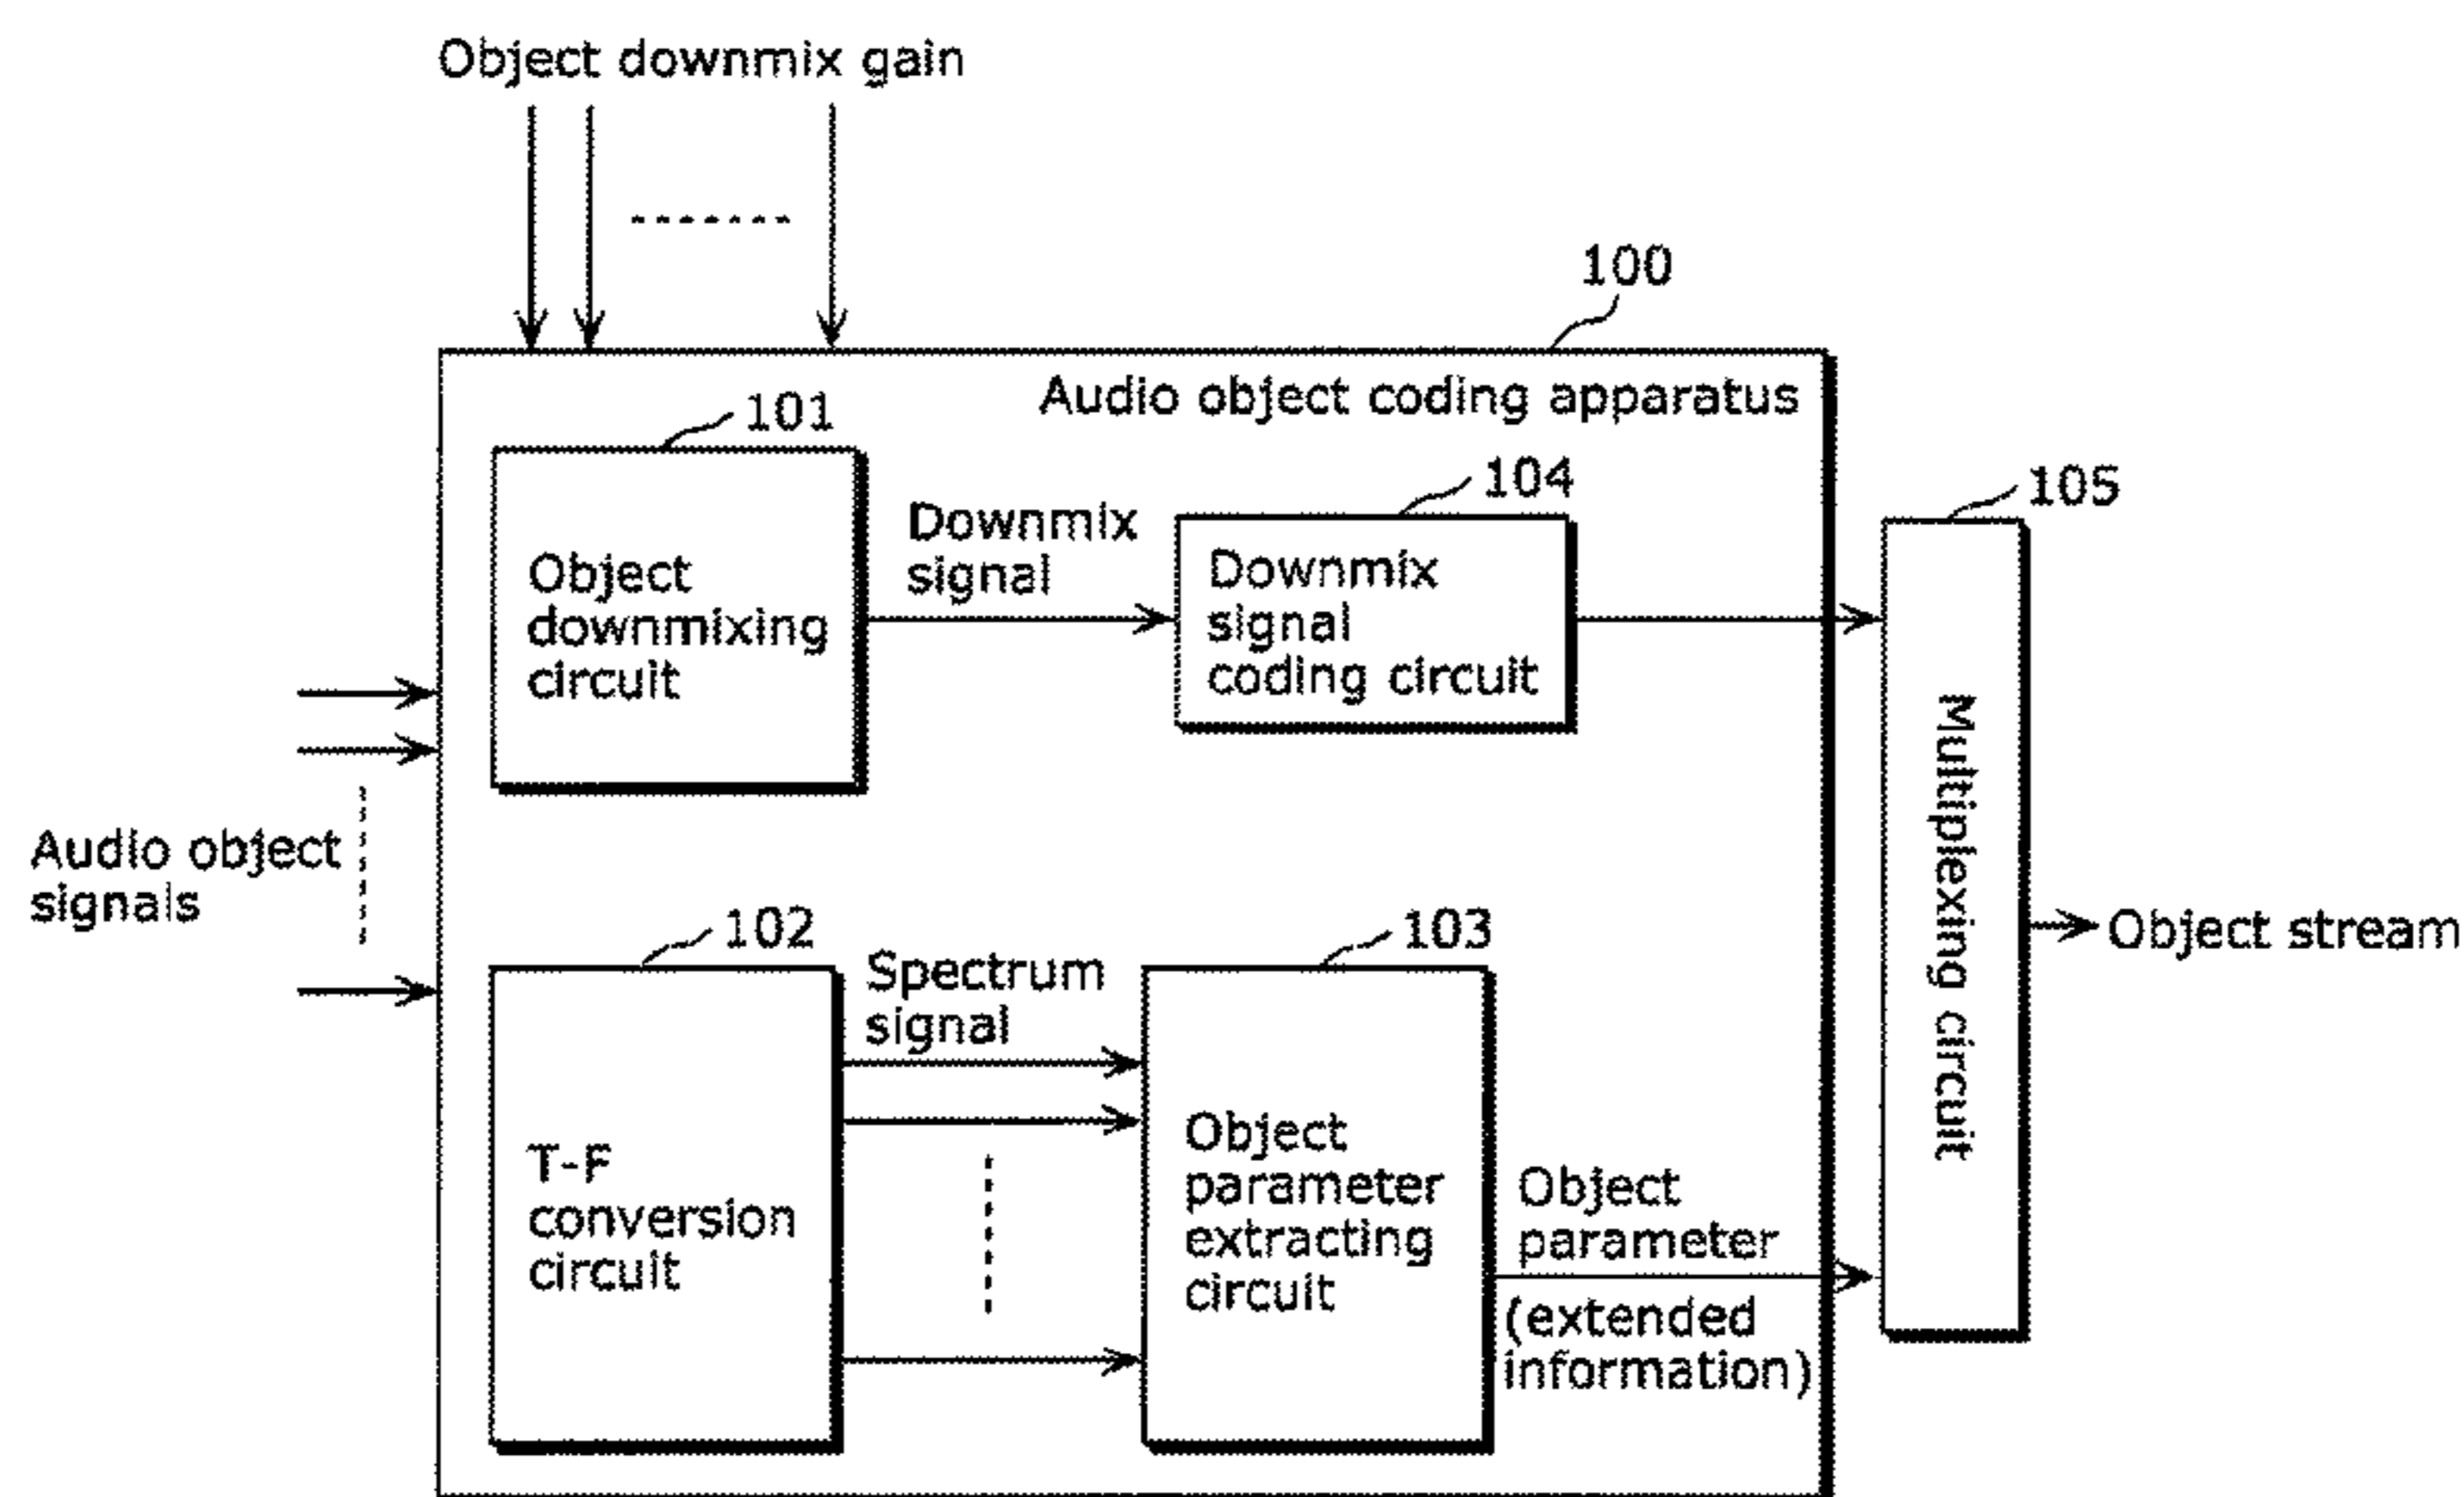 Object downmix gain
100
Audio object coding apparatus
101
Object
downmixing
circuit
Downmix
signal
104
Downmix
signal
coding circuit
105
Multiplexing circuit
Audio object
signals
102
T-F
conversion
circuit
Spectrum
signal
103
Object
parameter
extracting
circuit
Object
parameter
(extended
information)
Object stream